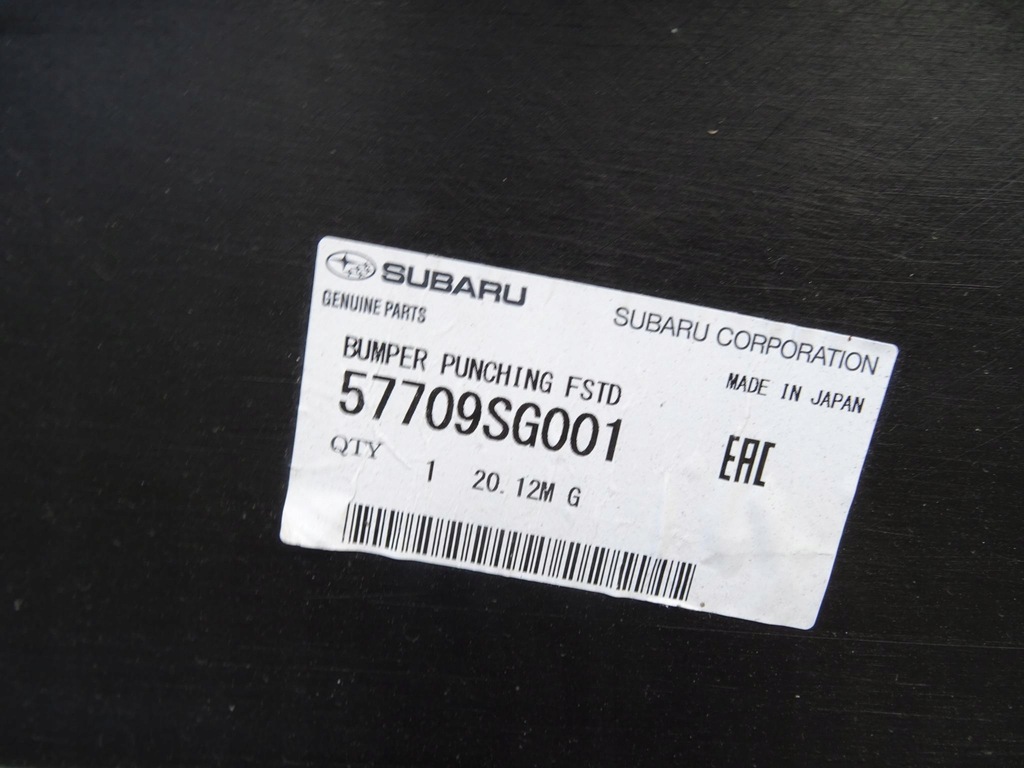 SUBARU
GENUINE PARTS
SUBARU CORPORATION
BUMPER PUNCHING FSTD
MADE IN JAPAN
57709SG001
EAC
QTY 1 20.12M G